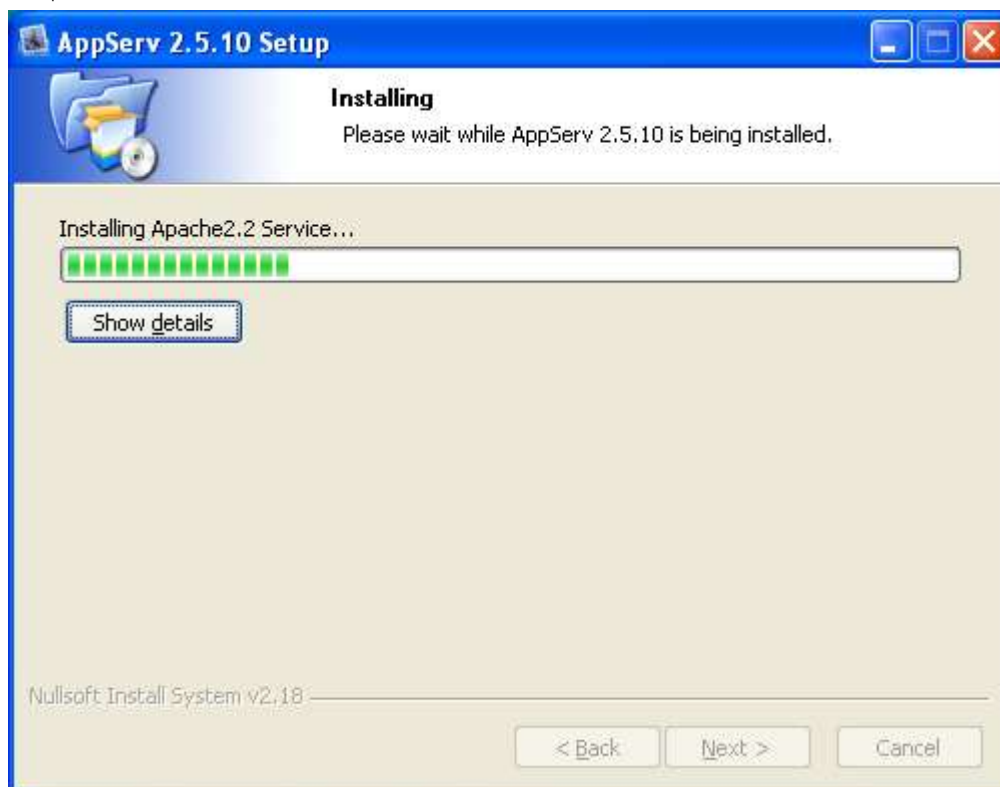 AppServ 2.5.10 Setup
Installing
Please wait while AppServ 2.5.10 is being installed.
Installing Apache2.2 Service...
Show details
Nullsoft Install System v2.18
< Back Next > Cancel